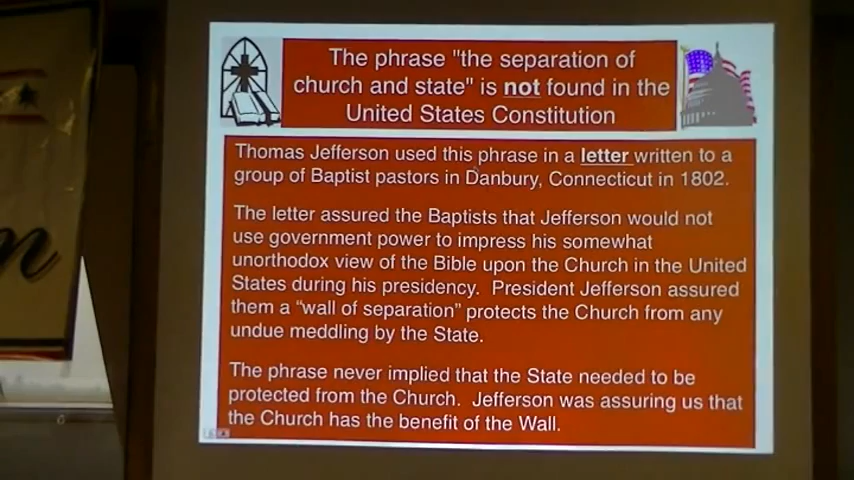 The phrase "the separation of
church and state" is not found in the
United States Constitution
Thomas Jefferson used this phrase in a letter written to a
group of Baptist pastors in Danbury, Connecticut in 1802.
The letter assured the Baptists that Jefferson would not
use government power to impress his somewhat
unorthodox view of the Bible upon the Church in the United
States during his presidency. President Jefferson assured
them a “wall of separation” protects the Church from any
undue meddling by the State.
The phrase never implied that the State needed to be
protected from the Church. Jefferson was assuring us that
the Church has the benefit of the Wall.